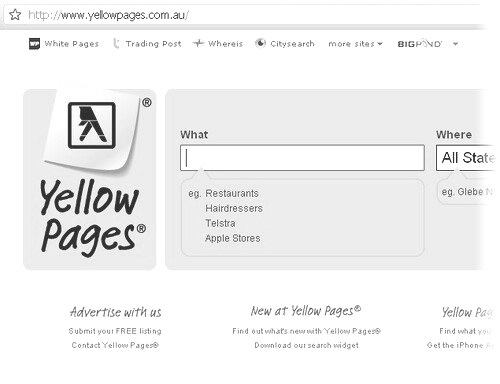 http://www.yellowpages.com.au/
White Pages Trading Post Whereis Citysearch more sites BIGPOND
What Where
All State
eg. Restaurants
Hairdressers
Telstra
Apple Stores
eg. Glebe
Yellow
Pages®
Advertise with us
Submit your FREE listing
Contact Yellow Pages®
New at Yellow Pages®
Find out what's new with Yellow Pages®
Download our search widget
Yellow Pag
Find what you
Get the iPhone